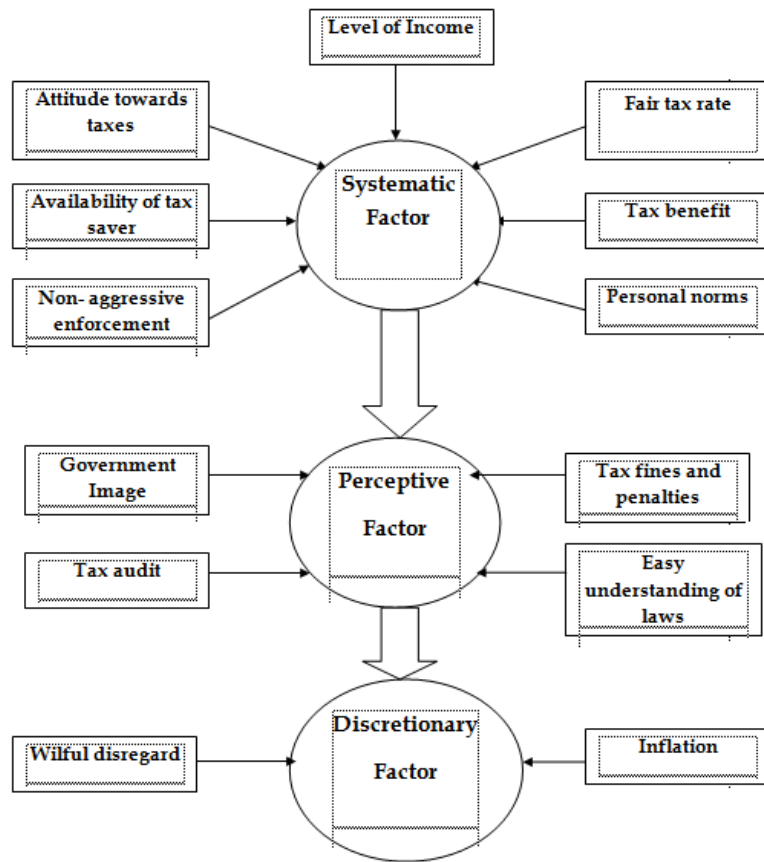 Level of Income
Attitude towards
taxes
Fair tax rate
Systematic
Factor
Availability of tax
saver
Tax benefit
Non- aggressive
enforcement
Personal norms
Government
Image
Perceptive
Factor
Tax fines and
penalties
Tax audit
Easy
understanding of
laws
Discretionary
Factor
Wilful disregard
Inflation